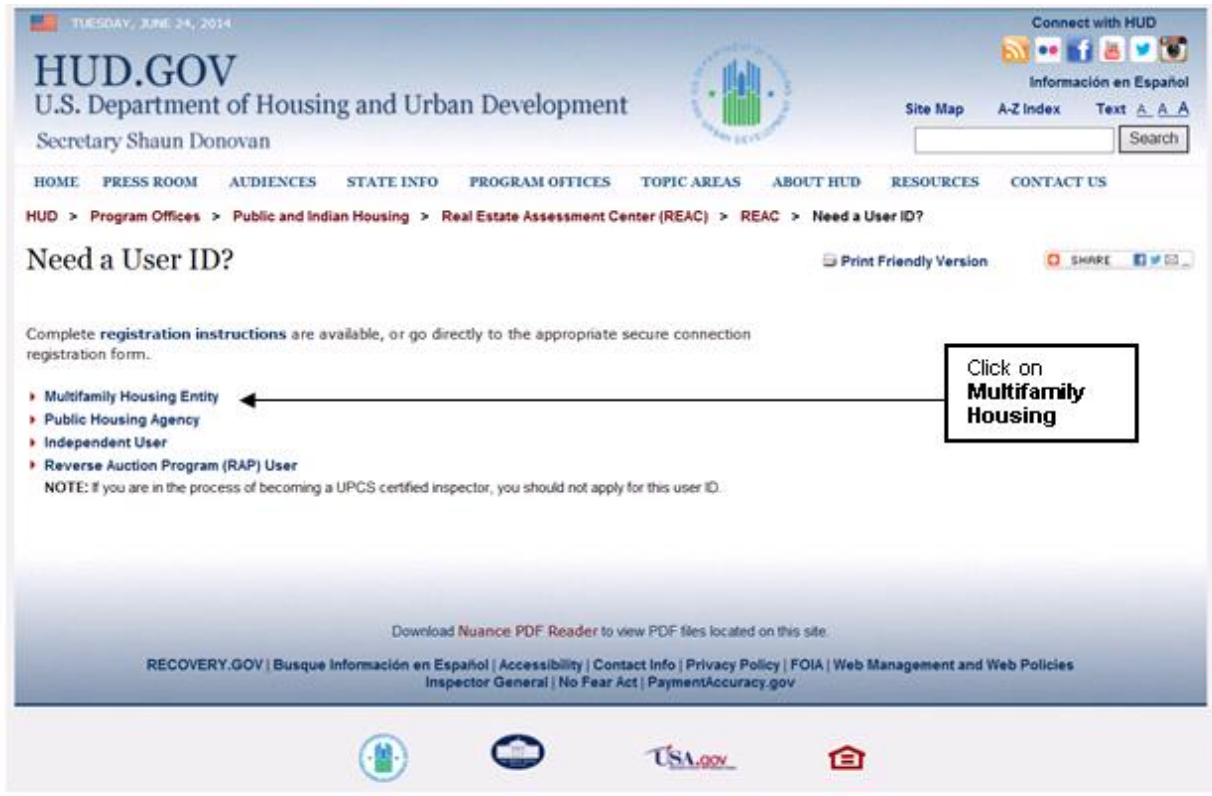 TUESDAY, JUNE 24, 2014
Connect with HUD
HUD.GOV
U.S. Department of Housing and Urban Development
Secretary Shaun Donovan
Información en Español
Site Map A-Z Index Text A A A
Search
HOME PRESS ROOM AUDIENCES STATE INFO PROGRAM OFFICES TOPIC AREAS ABOUT HUD RESOURCES CONTACT US
HUD > Program Offices > Public and Indian Housing > Real Estate Assessment Center (REAC) > REAC > Need a User ID?
Need a User ID?
Print Friendly Version
SHARE
Complete registration instructions are available, or go directly to the appropriate secure connection
registration form.
Click on
Multifamily
Housing
Multifamily Housing Entity
Public Housing Agency
Independent User
Reverse Auction Program (RAP) User
NOTE: If you are in the process of becoming a UPCS certified inspector, you should not apply for this user ID.
Download Nuance PDF Reader to view PDF files located on this site.
RECOVERY.GOV | Busque Información en Español | Accessibility | Contact Info | Privacy Policy | FOIA | Web Management and Web Policies
Inspector General | No Fear Act | PaymentAccuracy.gov
USA.gov